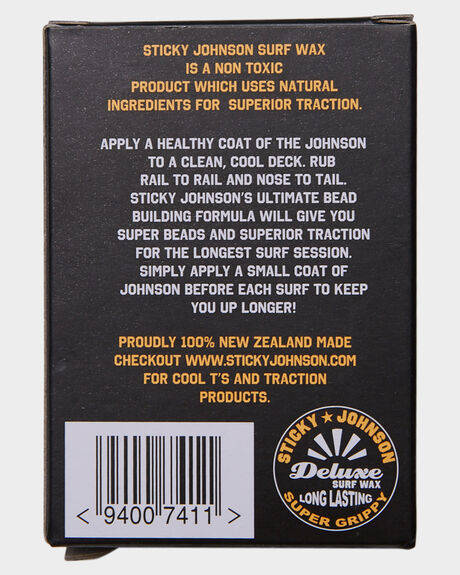 STICKY JOHNSON SURF WAX
IS A NON TOXIC
PRODUCT WHICH USES NATURAL
INGREDIENTS FOR SUPERIOR TRACTION.
APPLY A HEALTHY COAT OF THE JOHNSON
TO A CLEAN, COOL DECK. RUB
RAIL TO RAIL AND NOSE TO TAIL.
STICKY JOHNSON'S ULTIMATE BEAD
BUILDING FORMULA WILL GIVE YOU
SUPER BEADS AND SUPERIOR TRACTION
FOR THE LONGEST SURF SESSION.
SIMPLY APPLY A SMALL COAT OF
JOHNSON BEFORE EACH SURF TO KEEP
YOU UP LONGER!
PROUDLY 100% NEW ZEALAND MADE
CHECKOUT WWW.STICKYJOHNSON.COM
FOR COOL T'S AND TRACTION
PRODUCTS.
< 9400 7411 >
STICKY ★ JOHNSON
Deluxe
SURF WAX
LONG LASTING
SUPER GRIPPY